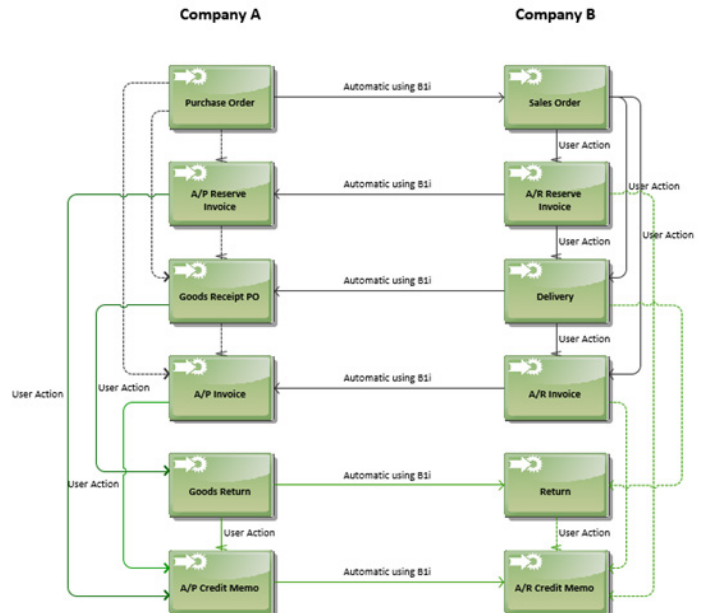 Company A
Company B
Purchase Order
Automatic using B1i
Sales Order
User Action
A/P Reserve
Invoice
Automatic using B1i
A/R Reserve
Invoice
User Action
User Action
User Action
Goods Receipt PO
Automatic using B1i
Delivery
User Action
User Action
User Action
A/P Invoice
Automatic using B1i
A/R Invoice
User Action
Goods Return
Automatic using B1i
Return
User Action
User Action
A/P Credit Memo
Automatic using B1i
A/R Credit Memo